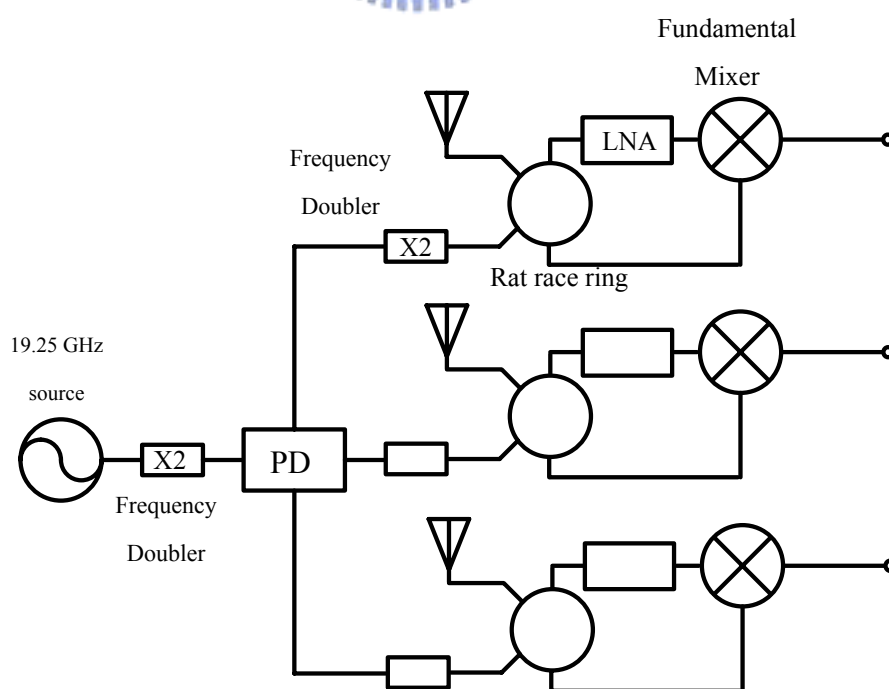 Fundamental
Mixer
LNA
Frequency
Doubler
X2
Rat race ring
19.25 GHz
source
X2
PD
Frequency
Doubler